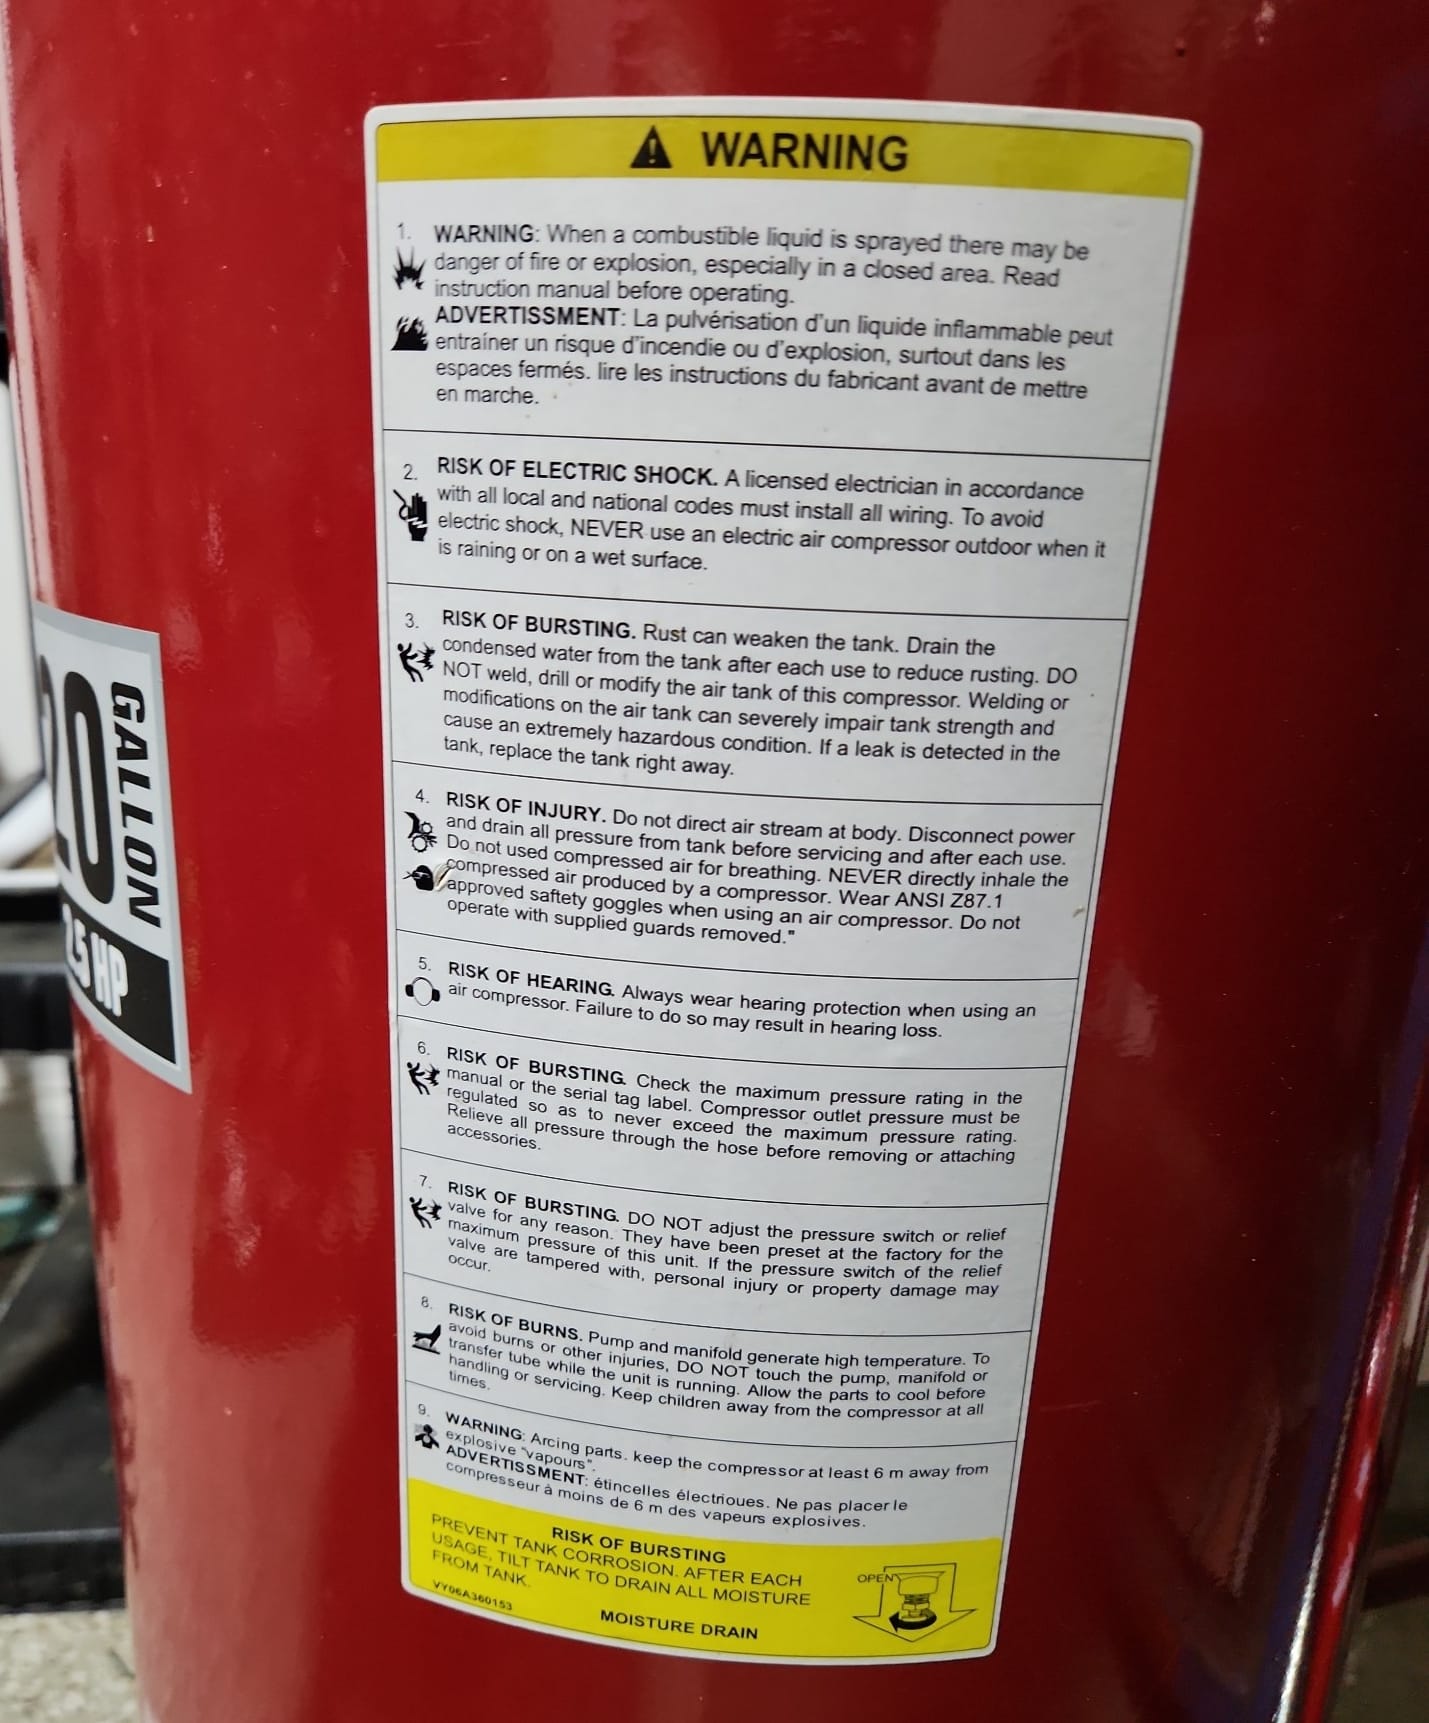 WARNING
1. WARNING: When a combustible liquid is sprayed there may be
danger of fire or explosion, especially in a closed area. Read
instruction manual before operating.
ADVERTISSMENT: La pulvérisation d'un liquide inflammable peut
entraîner un risque d'incendie ou d'explosion, surtout dans les
espaces fermés. lire les instructions du fabricant avant de mettre
en marche.
2. RISK OF ELECTRIC SHOCK. A licensed electrician in accordance
with all local and national codes must install all wiring. To avoid
electric shock, NEVER use an electric air compressor outdoor when it
is raining or on a wet surface.
3. RISK OF BURSTING. Rust can weaken the tank. Drain the
condensed water from the tank after each use to reduce rusting. DO
NOT weld, drill or modify the air tank of this compressor. Welding or
modifications on the air tank can severely impair tank strength and
cause an extremely hazardous condition. If a leak is detected in the
tank, replace the tank right away.
4. RISK OF INJURY. Do not direct air stream at body. Disconnect power
and drain all pressure from tank before servicing and after each use.
Do not used compressed air for breathing. NEVER directly inhale the
compressed air produced by a compressor. Wear ANSI Z87.1
approved saftety goggles when using an air compressor. Do not
operate with supplied guards removed."
5. RISK OF HEARING. Always wear hearing protection when using an
air compressor. Failure to do so may result in hearing loss.
6. RISK OF BURSTING. Check the maximum pressure rating in the
manual or the serial tag label. Compressor outlet pressure must be
regulated so as to never exceed the maximum pressure rating.
Relieve all pressure through the hose before removing or attaching
accessories.
7. RISK OF BURSTING. DO NOT adjust the pressure switch or relief
valve for any reason. They have been preset at the factory for the
maximum pressure of this unit. If the pressure switch of the relief
valve are tampered with, personal injury or property damage may
occur.
8. RISK OF BURNS. Pump and manifold generate high temperature. To
avoid burns or other injuries, DO NOT touch the pump, manifold or
transfer tube while the unit is running. Allow the parts to cool before
handling or servicing. Keep children away from the compressor at all
times.
9. WARNING: Arcing parts. keep the compressor at least 6 m away from
explosive "vapours".
ADVERTISSMENT: étincelles électrioues. Ne pas placer le
compresseur à moins de 6 m des vapeurs explosives.
RISK OF BURSTING
PREVENT TANK CORROSION. AFTER EACH
USAGE, TILT TANK TO DRAIN ALL MOISTURE
FROM TANK.
VY06A360153
MOISTURE DRAIN
OPEN
20
GALLON
HP